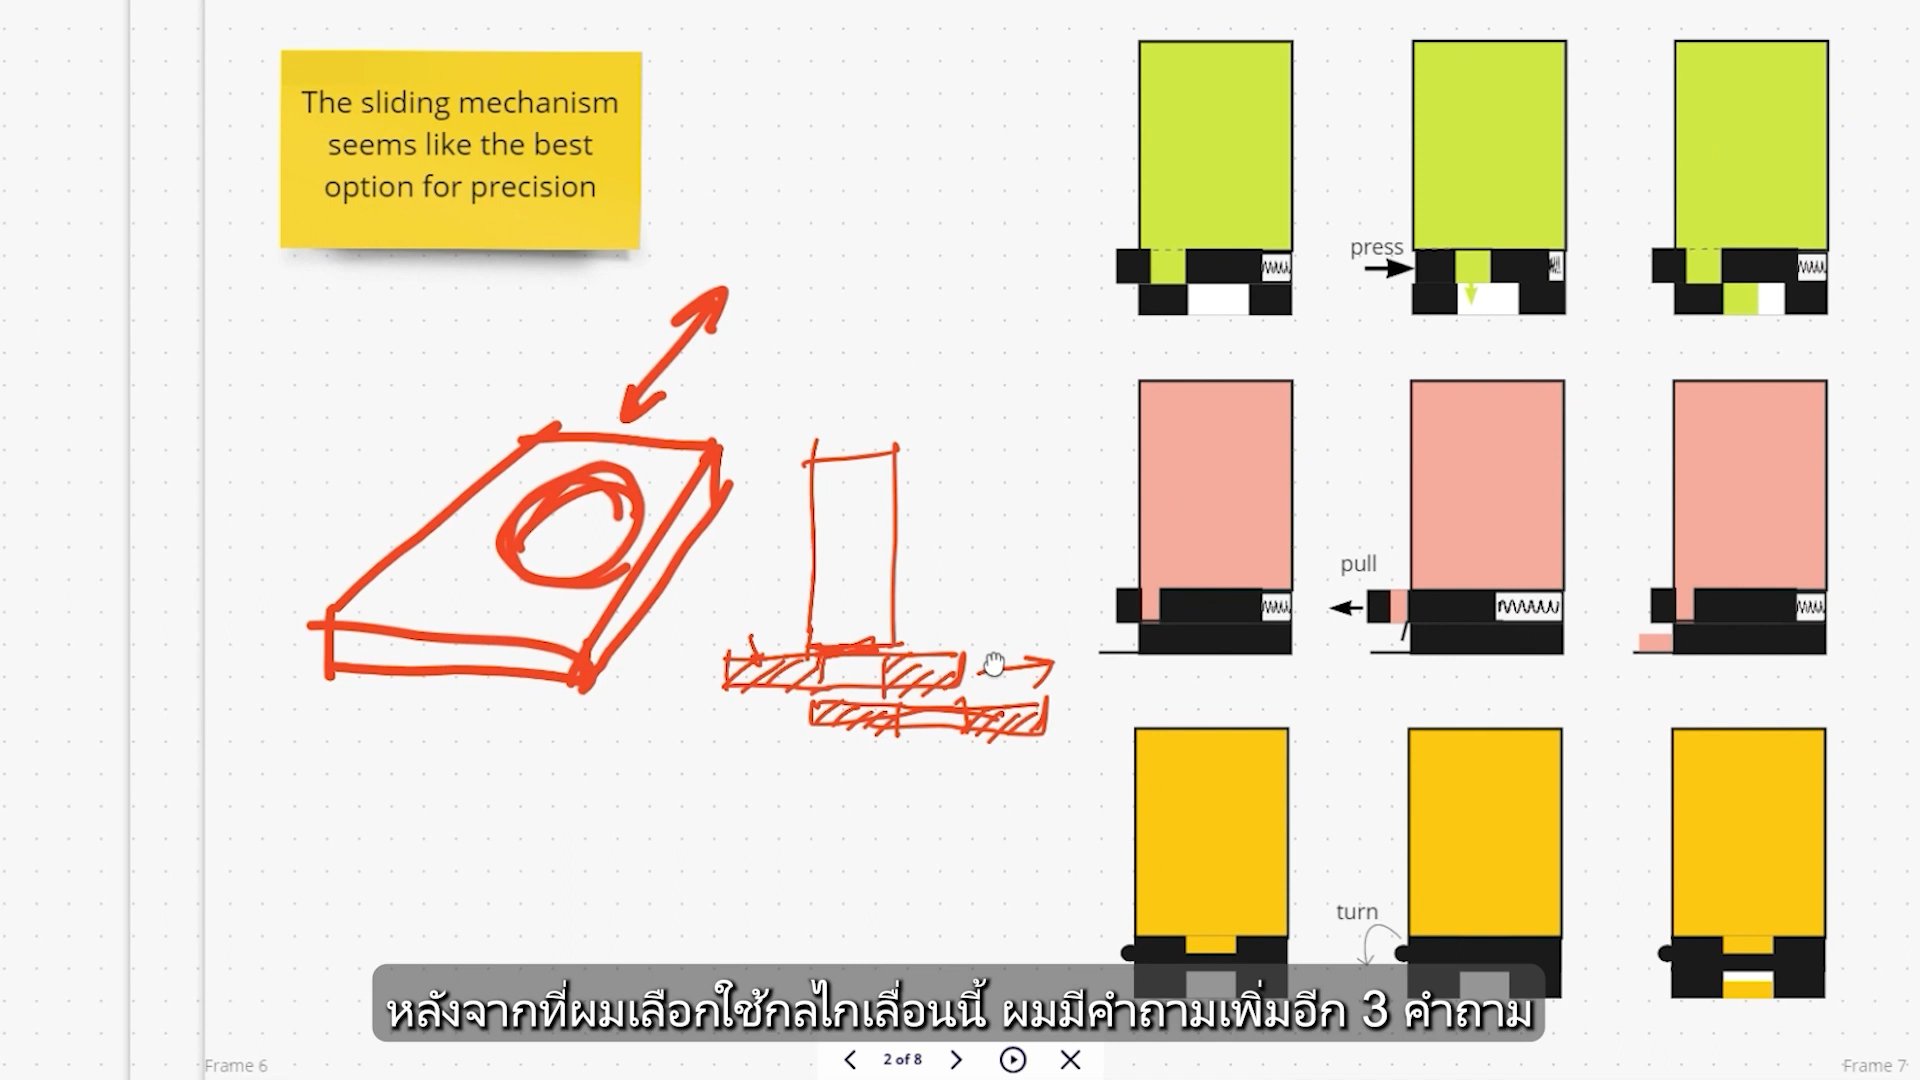 The sliding mechanism
seems like the best
option for precision
press
pull
turn
หลังจากที่ผมเลือกใช้กลไกเลื่อนนี้ ผมมีคำถามเพิ่มอีก 3 คำถาม
Frame 6
2 of 8
Frame 7